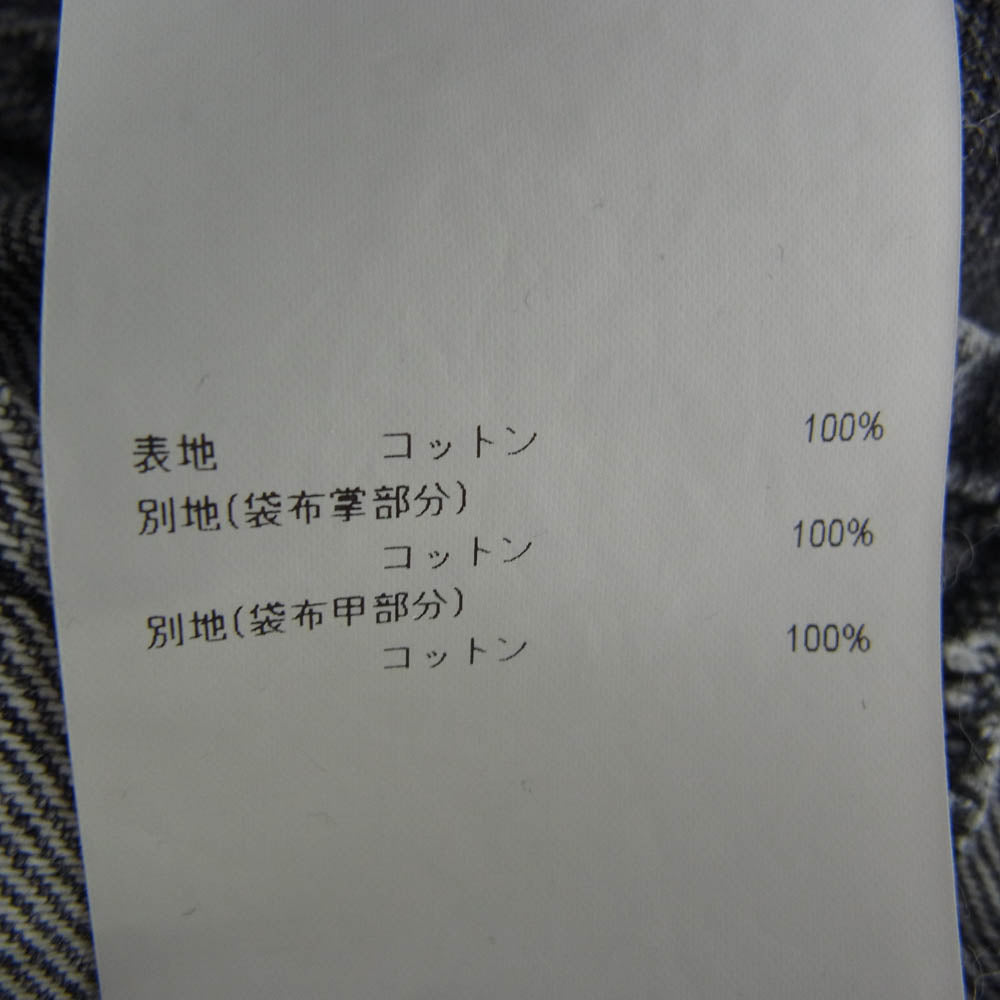 表地 コットン 100%
別地(袋布掌部分)
コットン 100%
別地(袋布甲部分)
コットン 100%